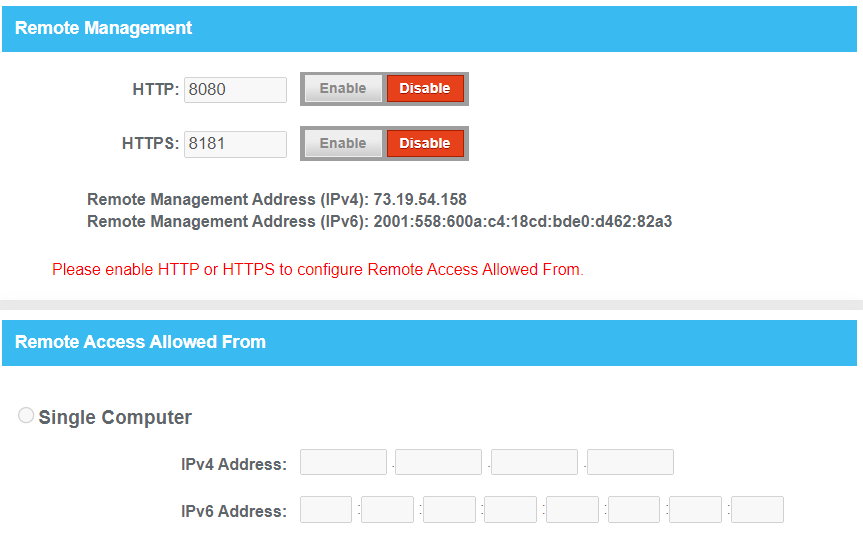 Remote Management
HTTP: 8080 Enable Disable
HTTPS: 8181 Enable Disable
Remote Management Address (IPv4): 73.19.54.158
Remote Management Address (IPv6): 2001:558:600a:c4:18cd:bde0:d462:82a3
Please enable HTTP or HTTPS to configure Remote Access Allowed From.
Remote Access Allowed From
Single Computer
IPv4 Address: . . .
IPv6 Address: : : : : : : :